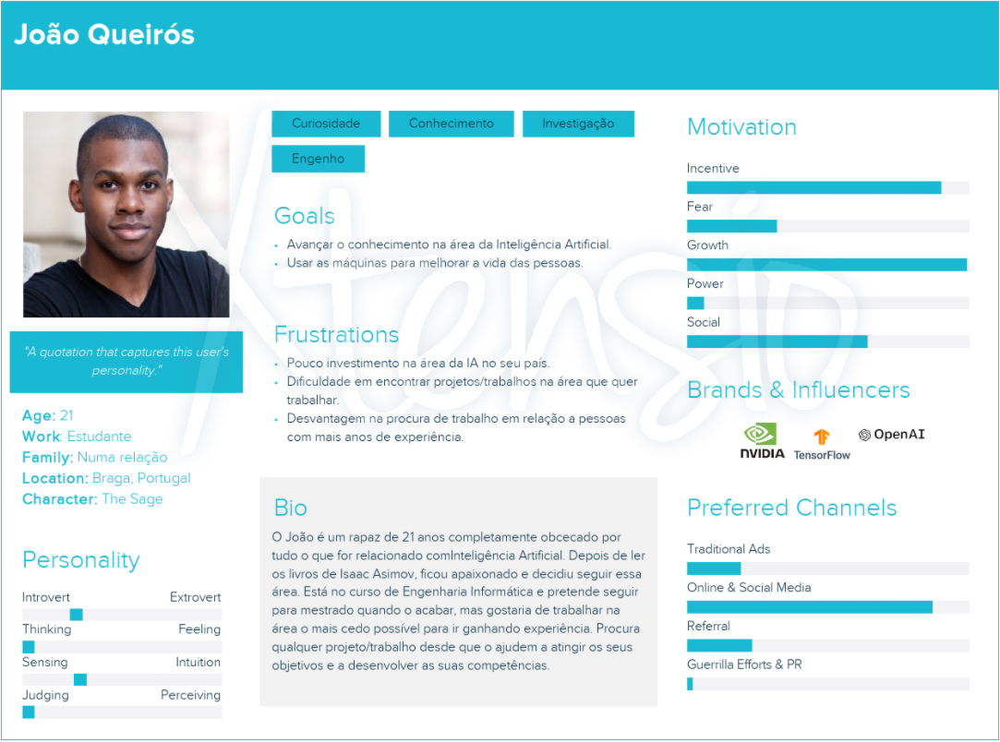 João Queirós
"A quotation that captures this user's
personality."
Age: 21
Work: Estudante
Family: Numa relação
Location: Braga, Portugal
Character: The Sage
Personality
Introvert Extrovert
Thinking Feeling
Sensing Intuition
Judging Perceiving
Curiosidade Conhecimento Investigação
Engenho
Goals
Avançar o conhecimento na área da Inteligência Artificial.
Usar as máquinas para melhorar a vida das pessoas.
Frustrations
Pouco investimento na área da IA no seu país.
Dificuldade em encontrar projetos/trabalhos na área que quer
trabalhar.
Desvantagem na procura de trabalho em relação a pessoas
com mais anos de experiência.
Bio
O João é um rapaz de 21 anos completamente obcecado por
tudo o que for relacionado comInteligência Artificial. Depois de ler
os livros de Isaac Asimov, ficou apaixonado e decidiu seguir essa
área. Está no curso de Engenharia Informática e pretende seguir
para mestrado quando o acabar, mas gostaria de trabalhar na
área o mais cedo possível para ir ganhando experiência. Procura
qualquer projeto/trabalho desde que o ajudem a atingir os seus
objetivos e a desenvolver as suas competências.
Motivation
Incentive
Fear
Growth
Power
Social
Brands & Influencers
NVIDIA
TensorFlow
OpenAI
Preferred Channels
Traditional Ads
Online & Social Media
Referral
Guerrilla Efforts & PR
Xtensio